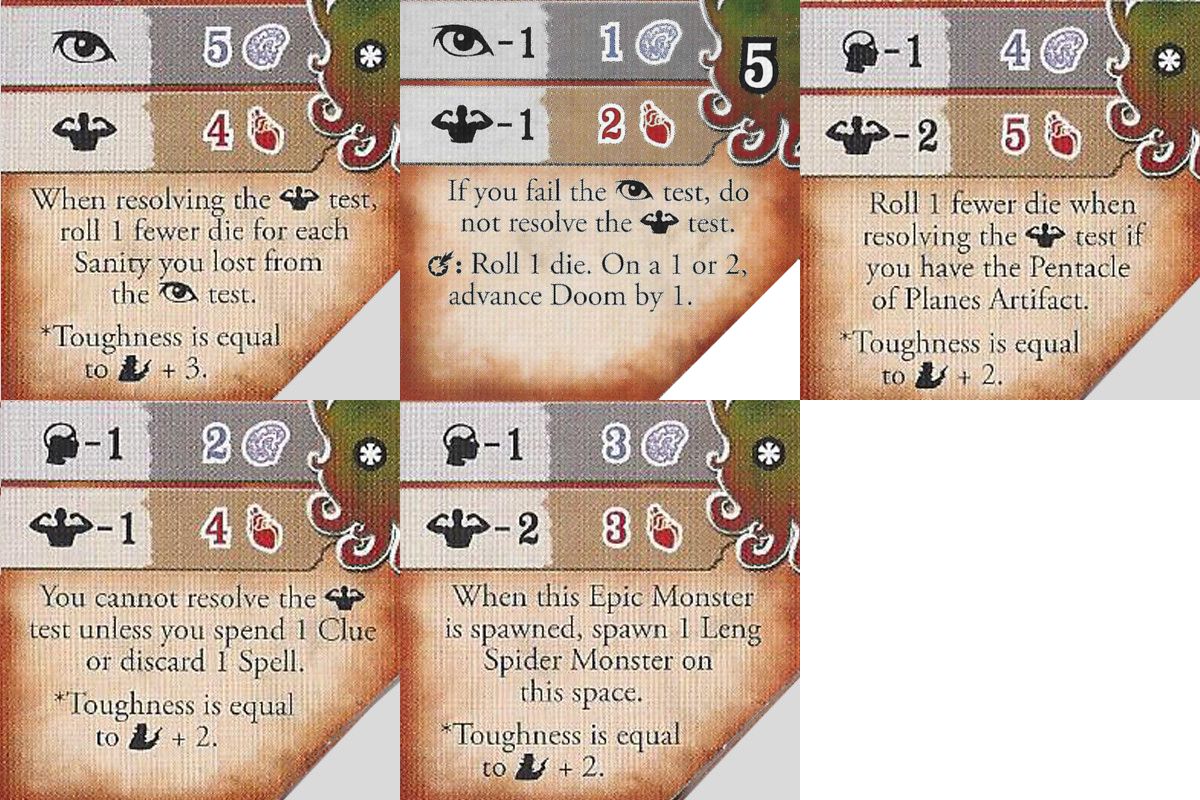 5
4
When resolving the test,
roll 1 fewer die for each
Sanity you lost from
the test.
*Toughness is equal
to + 3.
-1 1
5
-1 2
If you fail the test, do
not resolve the test.
: Roll 1 die. On a 1 or 2,
advance Doom by 1.
-1 4
*
-2 5
Roll 1 fewer die when
resolving the test if
you have the Pentacle
of Planes Artifact.
*Toughness is equal
to + 2.
-1 2
*
-1 4
You cannot resolve the
test unless you spend 1 Clue
or discard 1 Spell.
*Toughness is equal
to + 2.
-1 3
*
-2 3
When this Epic Monster
is spawned, spawn 1 Leng
Spider Monster on
this space.
*Toughness is equal
to + 2.